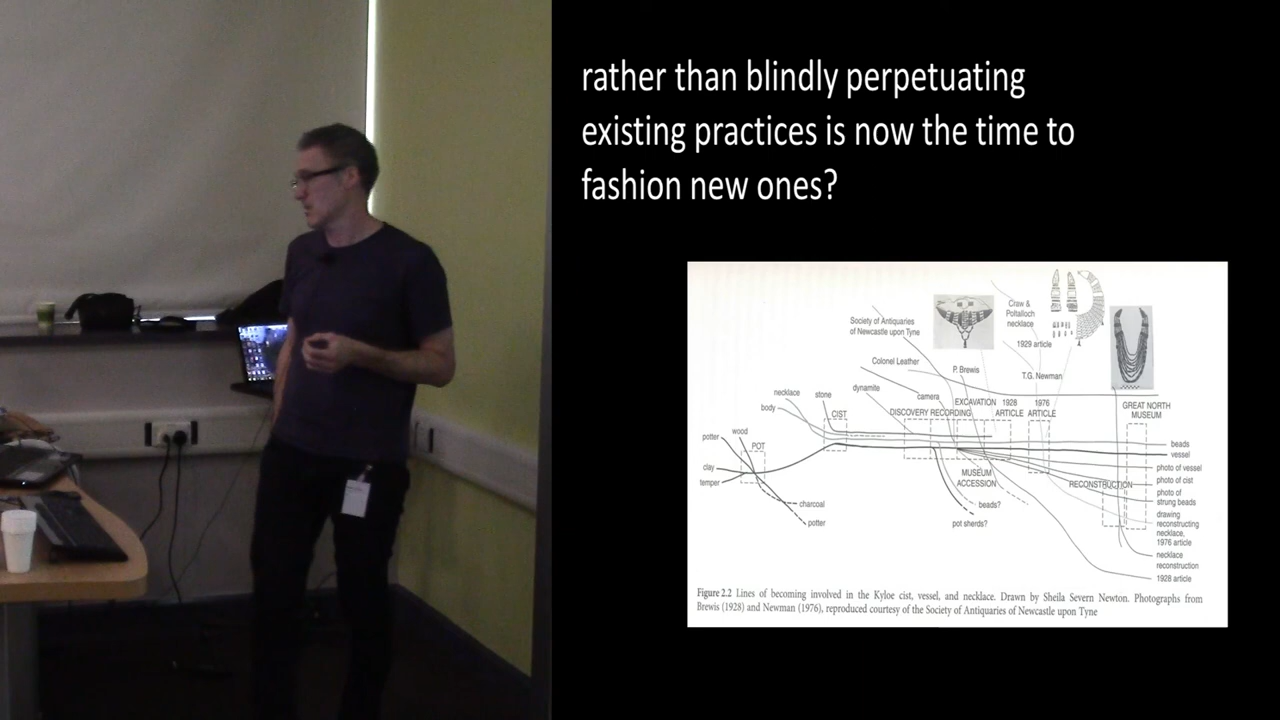 rather than blindly perpetuating
existing practices is now the time to
fashion new ones?
Craw &
Poltalloch
necklace
Society of Antiquaries
of Newcastle upon Tyne
1929 article
Colonel Leather
P. Brewis
T.G. Newman
dynamite
camera
necklace
stone
body
CIST
DISCOVERY RECORDING
EXCAVATION
1928
ARTICLE
1976
ARTICLE
GREAT NORTH
MUSEUM
potter
wood
POT
clay
temper
charcoal
potter
MUSEUM
ACCESSION
beads?
pot sherds?
RECONSTRUCTION
beads
vessel
photo of vessel
photo of cist
photo of
strung beads
drawing
reconstructing
necklace,
1976 article
necklace
reconstruction
1928 article
Figure 2.2 Lines of becoming involved in the Kyloe cist, vessel, and necklace. Drawn by Sheila Severn Newton. Photographs from
Brewis (1928) and Newman (1976), reproduced courtesy of the Society of Antiquaries of Newcastle upon Tyne